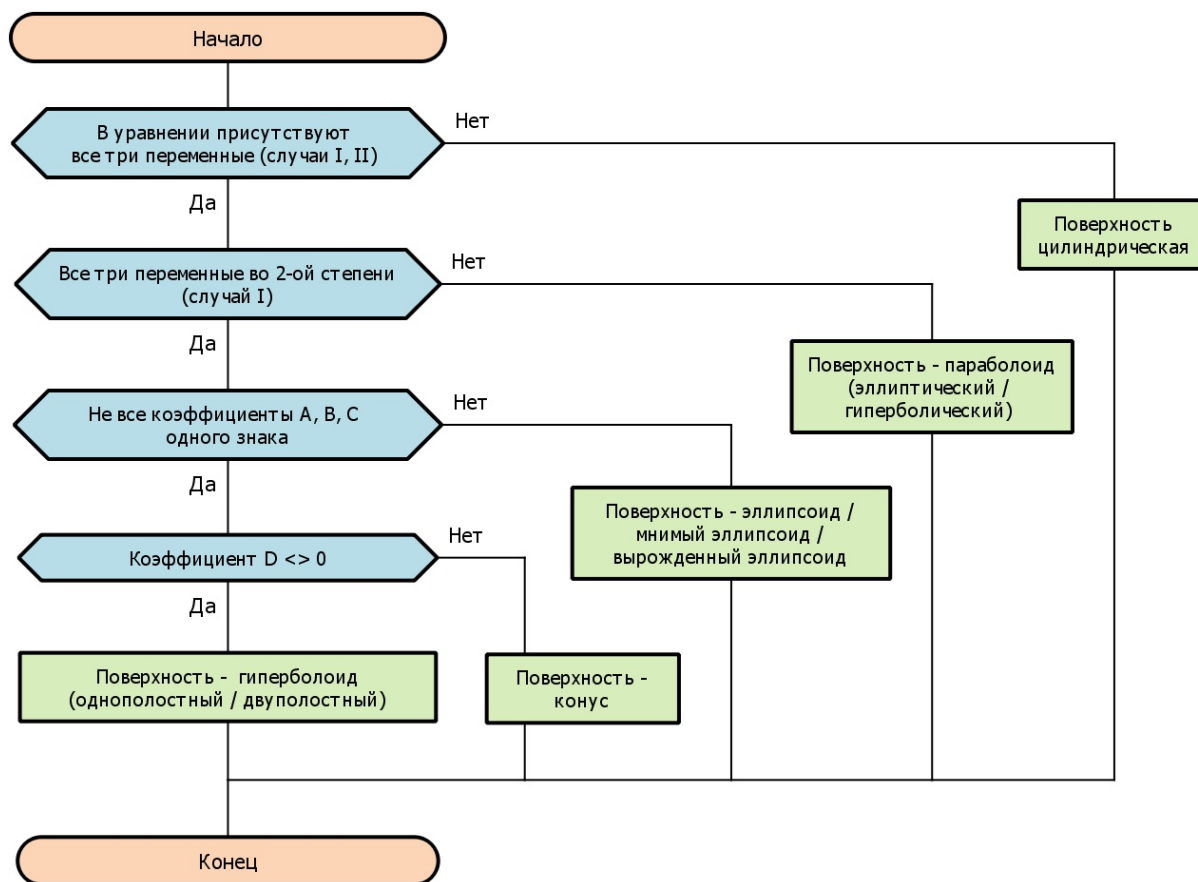 Начало
В уравнении присутствуют
все три переменные (случаи I, II)
Нет
Да
Поверхность
цилиндрическая
Все три переменные во 2-ой степени
(случай I)
Нет
Да
Поверхность - параболоид
(эллиптический /
гиперболический)
Не все коэффициенты A, B, C
одного знака
Нет
Да
Поверхность - эллипсоид /
мнимый эллипсоид /
вырожденный эллипсоид
Коэффициент D <> 0
Нет
Да
Поверхность - гиперболоид
(однополостный / двуполостный)
Поверхность -
конус
Конец